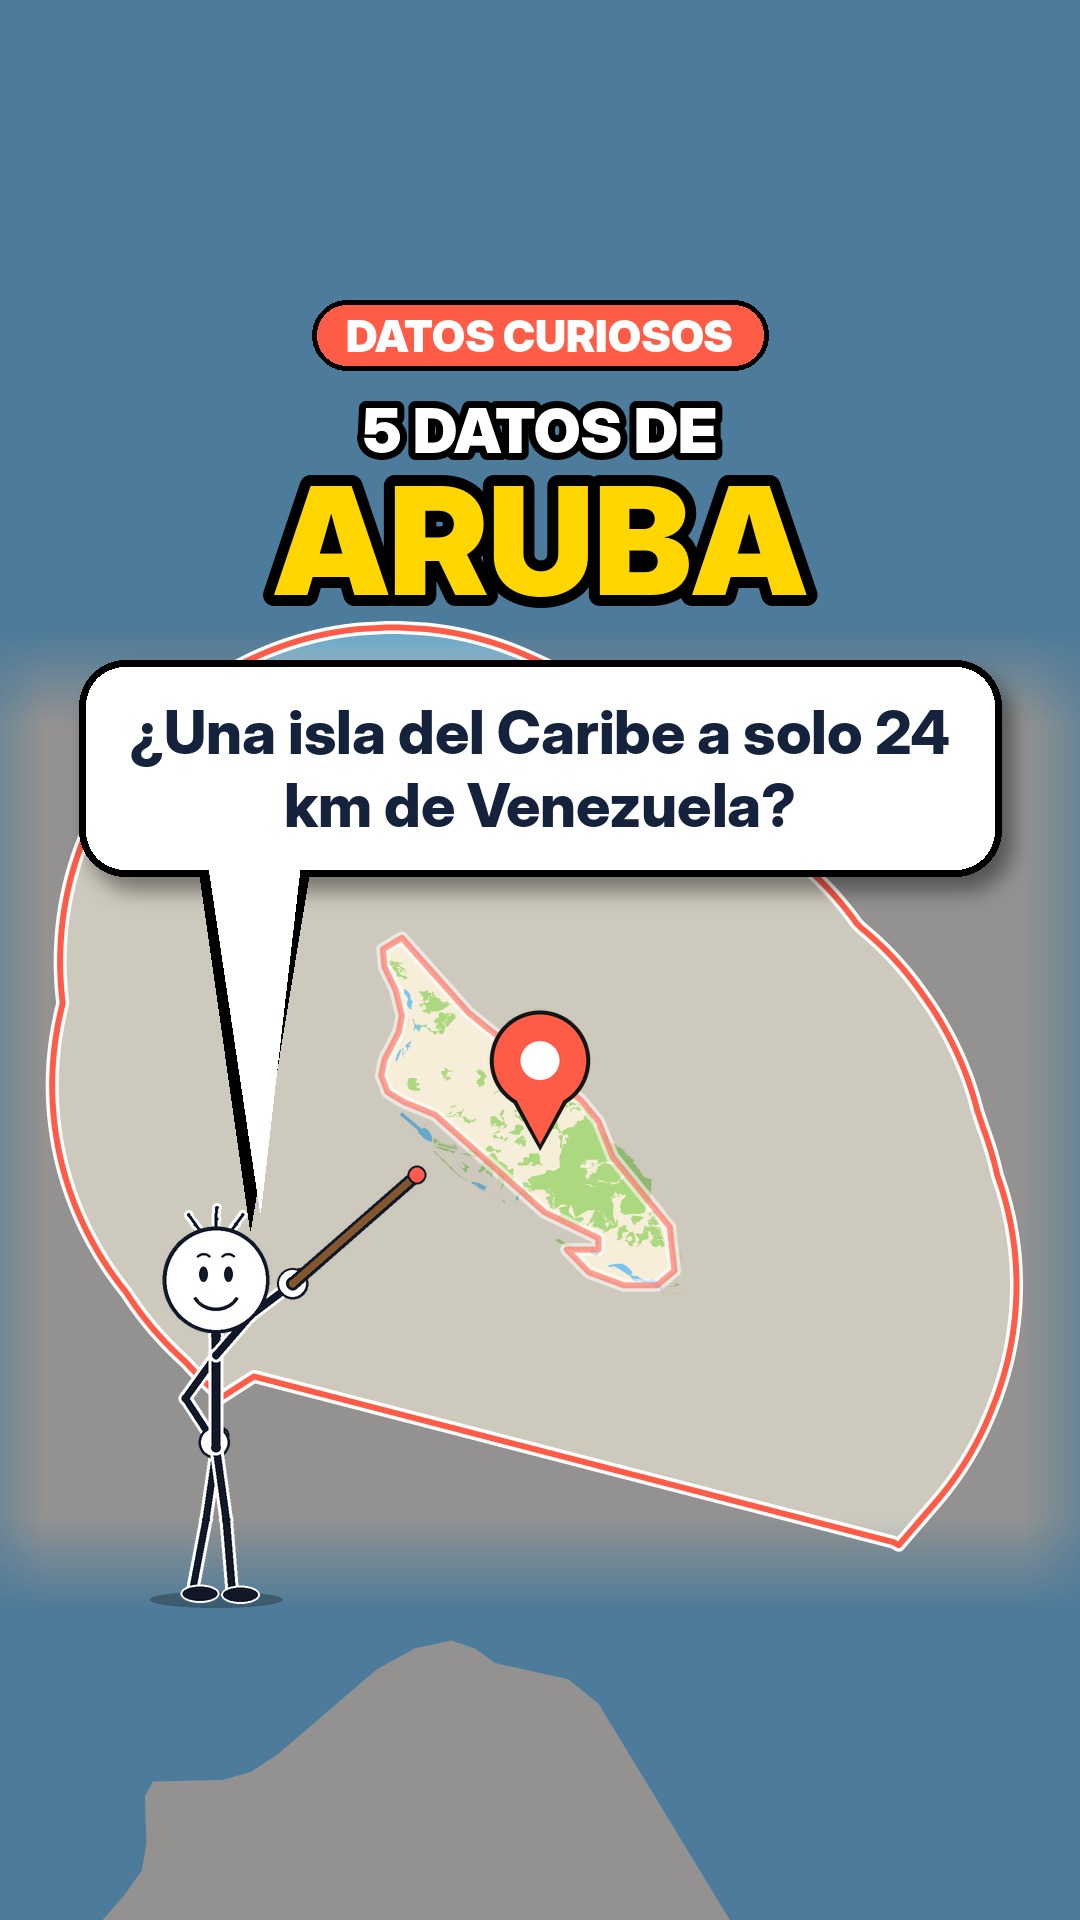 DATOS CURIOSOS
5 DATOS DE
ARUBA
¿Una isla del Caribe a solo 24
km de Venezuela?